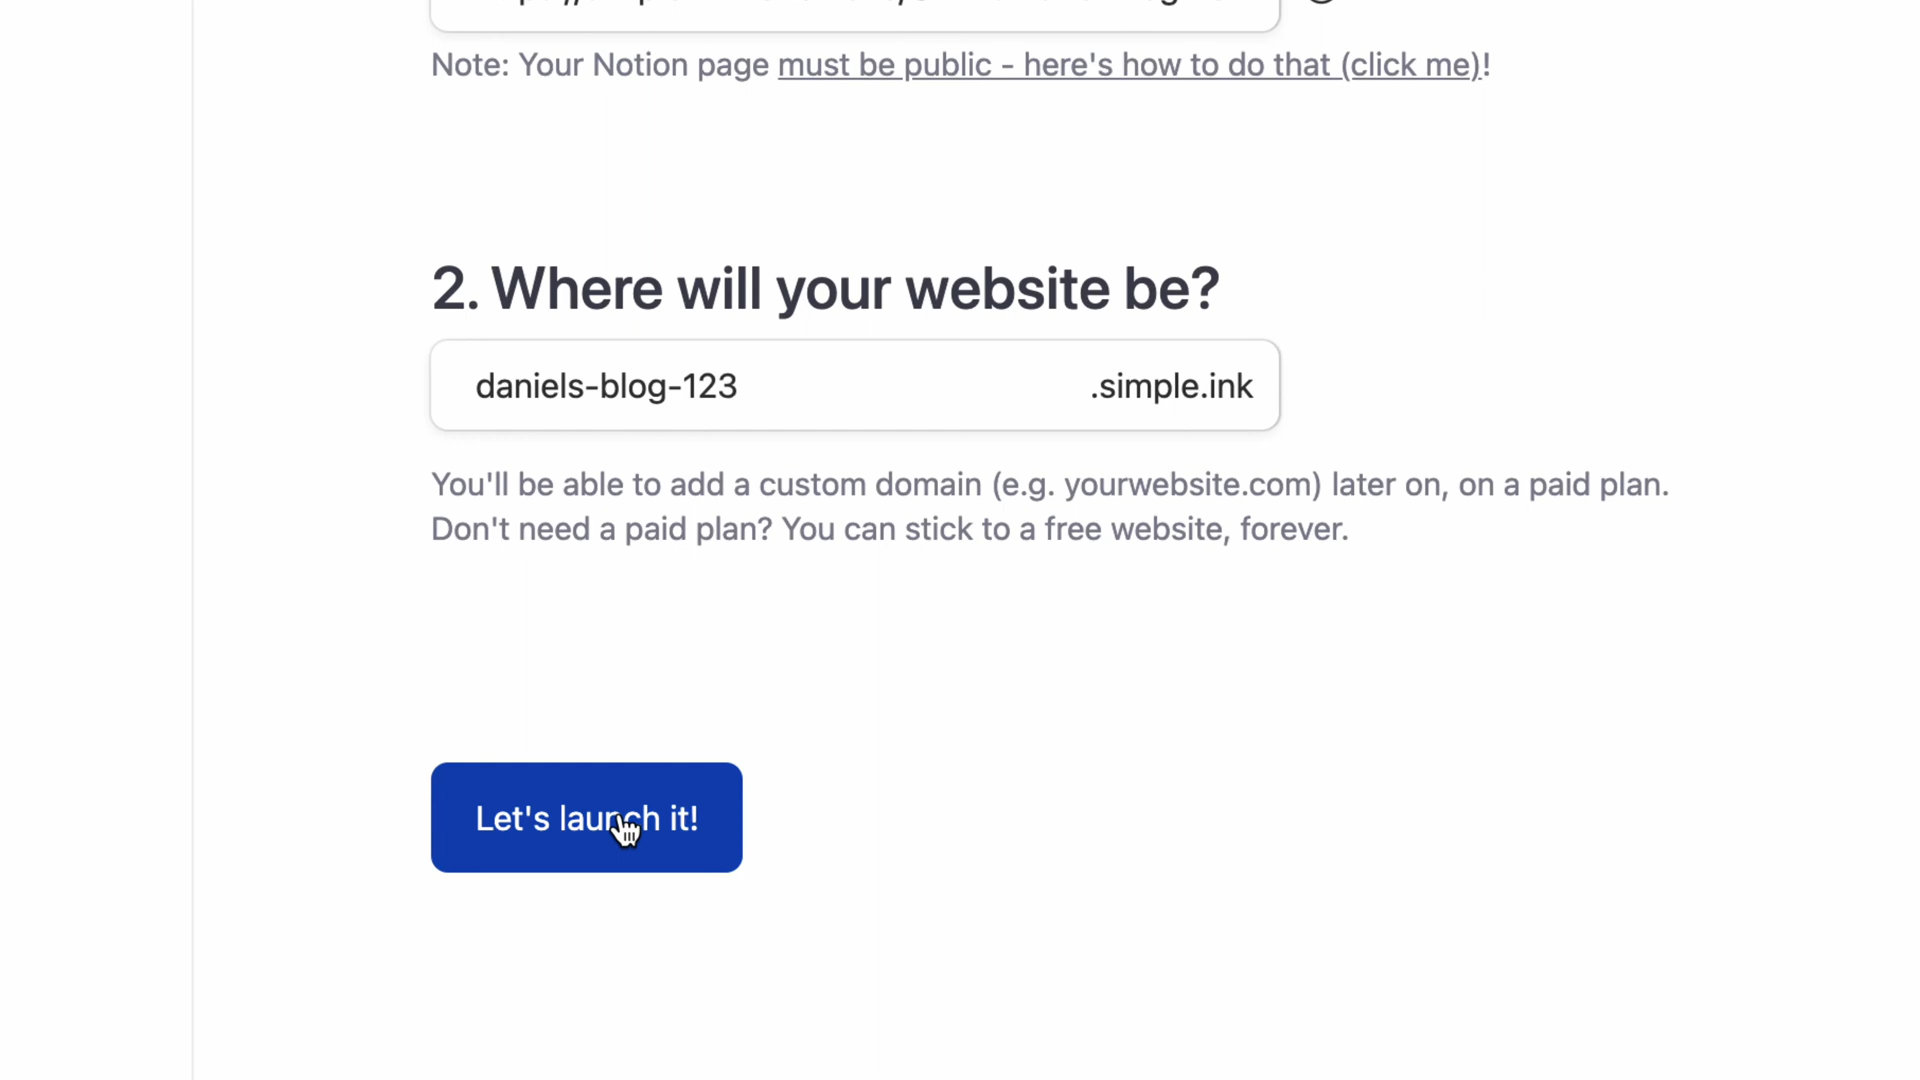 Note: Your Notion page must be public - here's how to do that (click me)!
2. Where will your website be?
daniels-blog-123 .simple.ink
You'll be able to add a custom domain (e.g. yourwebsite.com) later on, on a paid plan.
Don't need a paid plan? You can stick to a free website, forever.
Let's launch it!